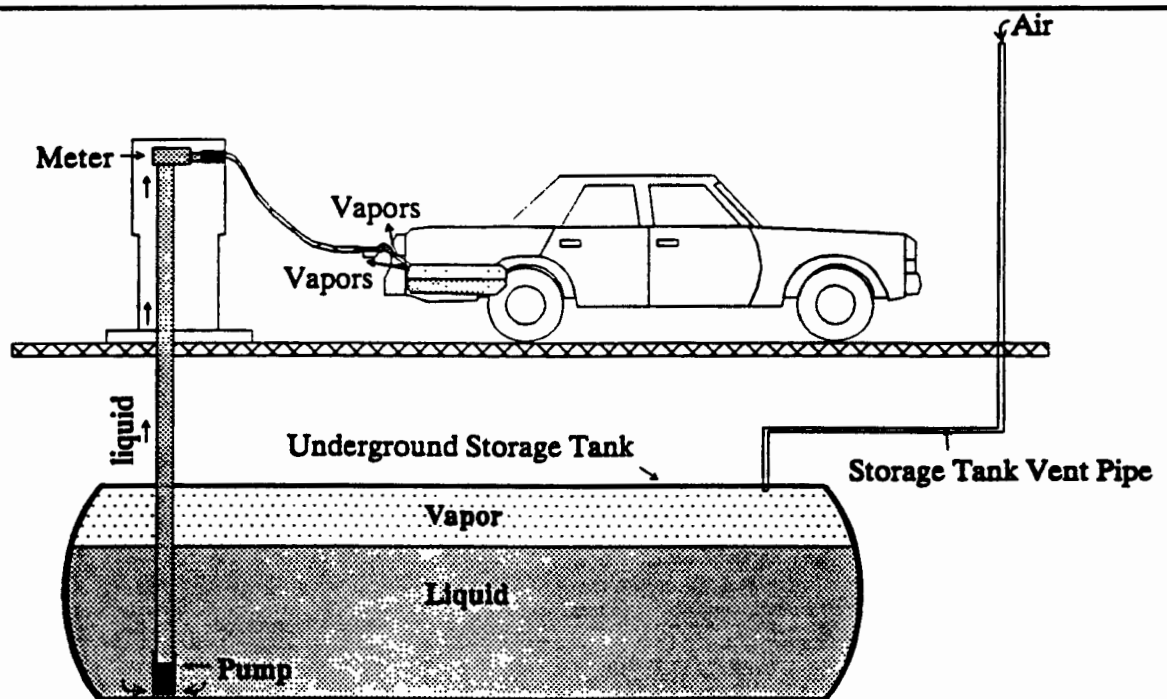 Air
Meter
Vapors
Vapors
liquid
Underground Storage Tank
Storage Tank Vent Pipe
Vapor
Liquid
Pump